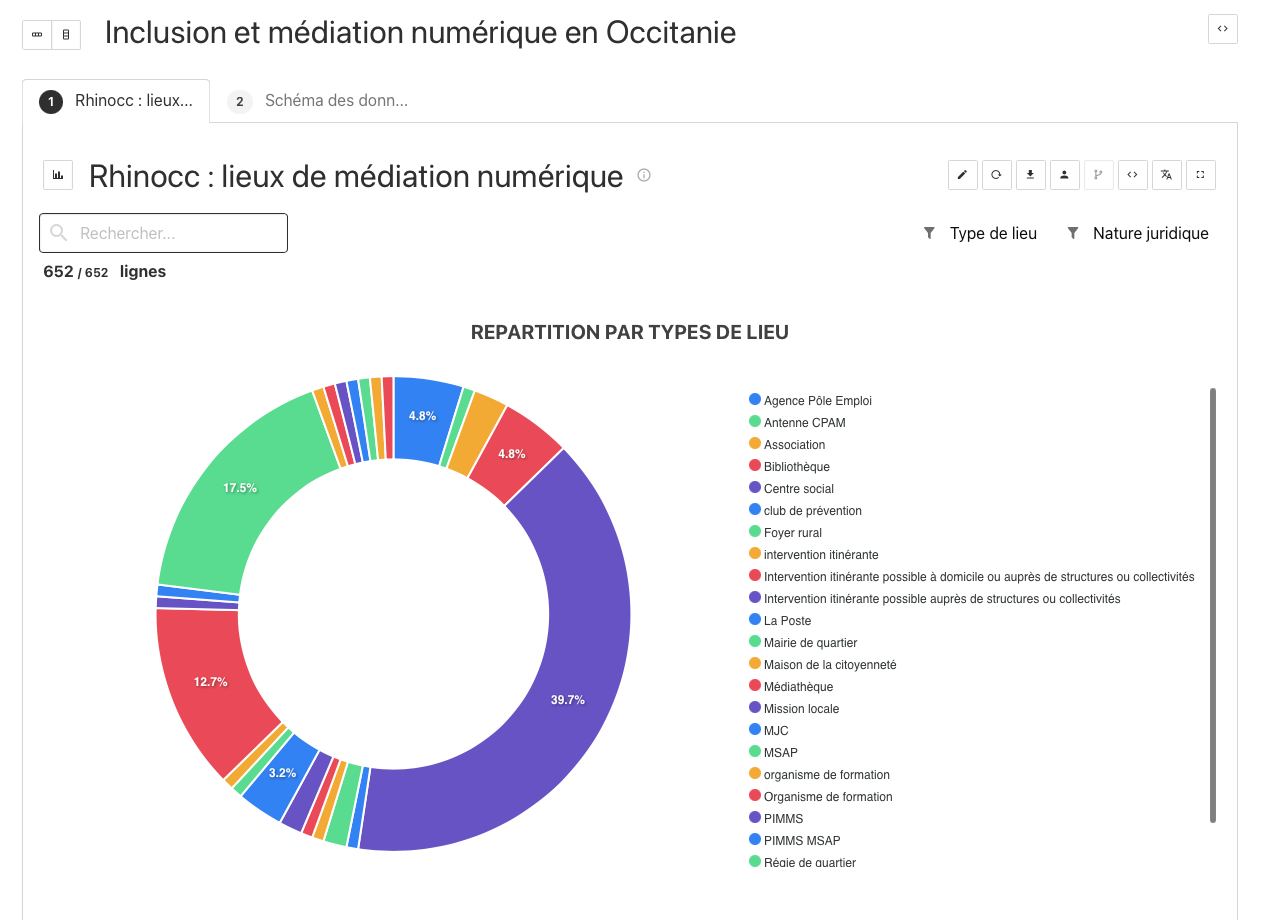 Inclusion et médiation numérique en Occitanie
1 Rhinocc : lieux...
2 Schéma des donn...
Rhinocc : lieux de médiation numérique
Rechercher...
Type de lieu
Nature juridique
652 / 652 lignes
REPARTITION PAR TYPES DE LIEU
4.8%
4.8%
17.5%
12.7%
39.7%
3.2%
Agence Pôle Emploi
Antenne CPAM
Association
Bibliothèque
Centre social
club de prévention
Foyer rural
intervention itinérante
Intervention itinérante possible à domicile ou auprès de structures ou collectivités
Intervention itinérante possible auprès de structures ou collectivités
La Poste
Mairie de quartier
Maison de la citoyenneté
Médiathèque
Mission locale
MJC
MSAP
organisme de formation
Organisme de formation
PIMMS
PIMMS MSAP
Régie de quartier